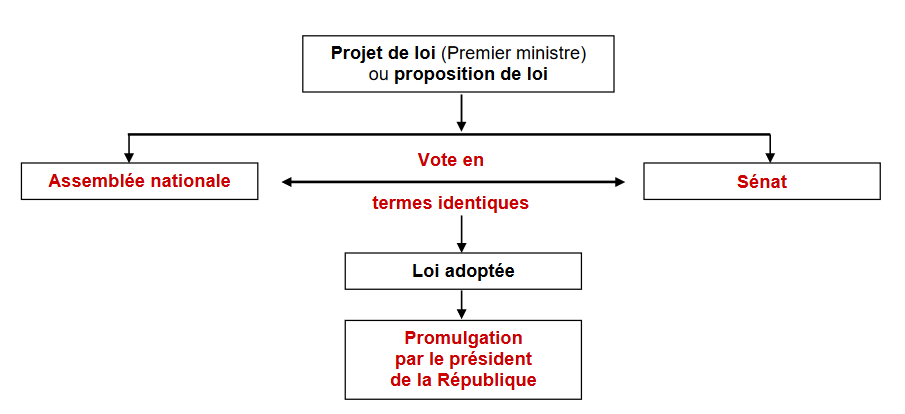 Projet de loi (Premier ministre)
ou proposition de loi
Vote en
Assemblée nationale
Sénat
termes identiques
Loi adoptée
Promulgation
par le président
de la République